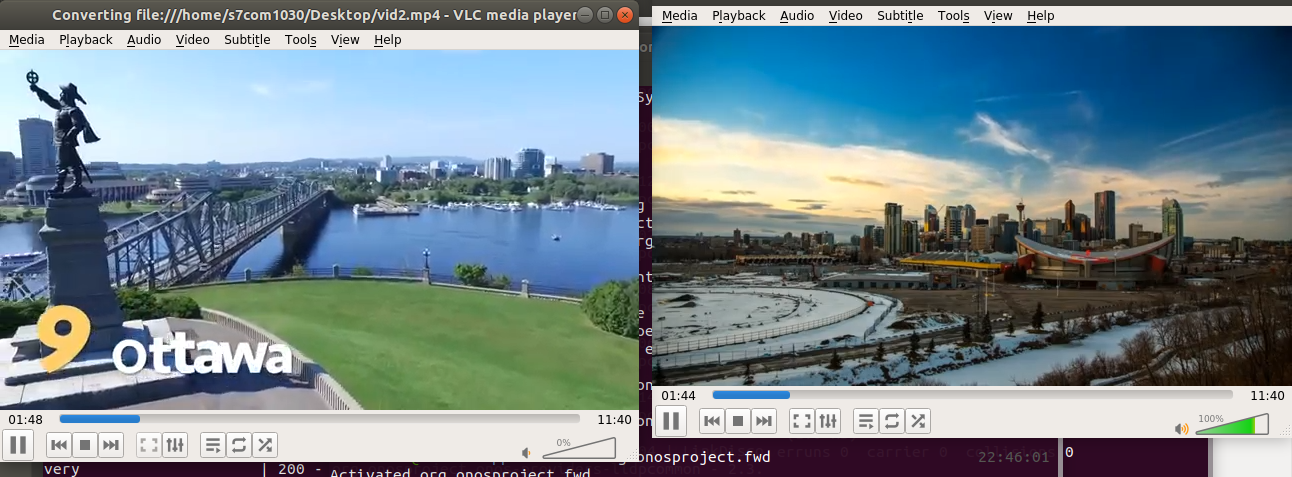 Converting file:///home/s7com1030/Desktop/vid2.mp4 - VLC media player
Media Playback Audio Video Subtitle Tools View Help
9 Ottawa
01:48 11:40
0%
Media Playback Audio Video Subtitle Tools View Help
01:44 11:40
100%
very | 200 -
Activated org.onosproject.fwd
onosproject.fwd 22:46:01 0